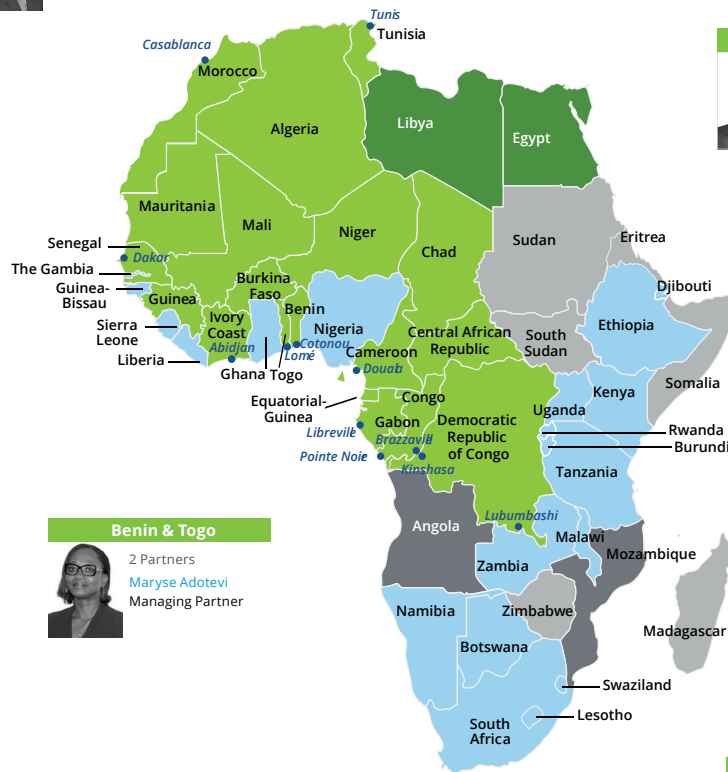 Tunis
Tunisia
Casablanca
Morocco
Algeria
Libya
Egypt
Mauritania
Mali
Niger
Chad
Sudan
Eritrea
Senegal
Dakar
The Gambia
Guinea-
Bissau
Guinea
Burkina
Faso
Benin
Djibouti
Sierra
Leone
Ivory
Coast
Abidjan
Nigeria
Cotonou
Lomé
Liberia
Ghana
Togo
Cameroon
Douala
Central African
Republic
South
Sudan
Ethiopia
Somalia
Equatorial-
Guinea
Congo
Gabon
Libreville
Brazzaville
Pointe Noire
Kinshasa
Democratic
Republic
of Congo
Uganda
Kenya
Rwanda
Burundi
Tanzania
Lubumbashi
Angola
Malawi
Mozambique
Zambia
Namibia
Zimbabwe
Botswana
Madagascar
Swaziland
Lesotho
South
Africa
Benin & Togo
2 Partners
Maryse Adotevi
Managing Partner